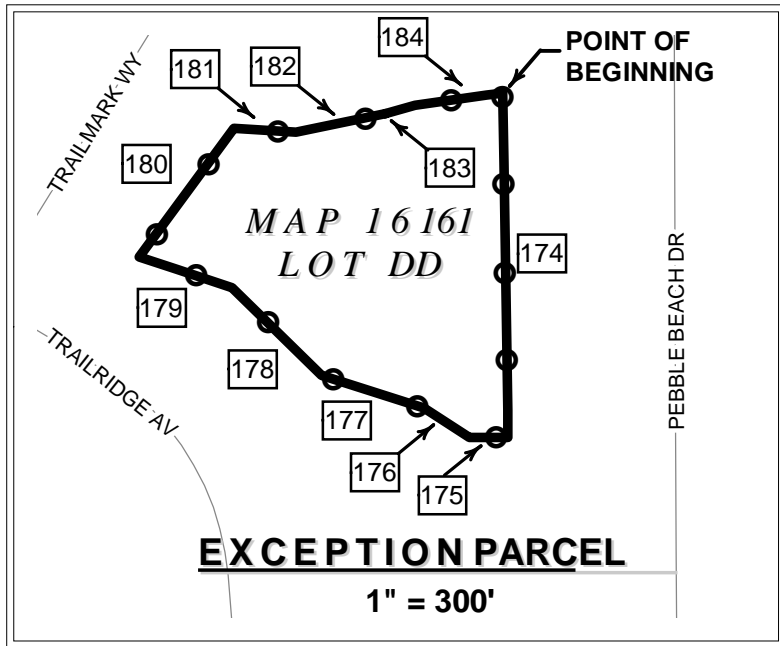 184
POINT OF
BEGINNING
182
181
TRAILMARK WY
180
183
MAP 16161
LOT DD
174
PEBBLE BEACH DR
179
TRAILRIDGE AV
178
177
176
175
EXCEPTION PARCEL
1" = 300'